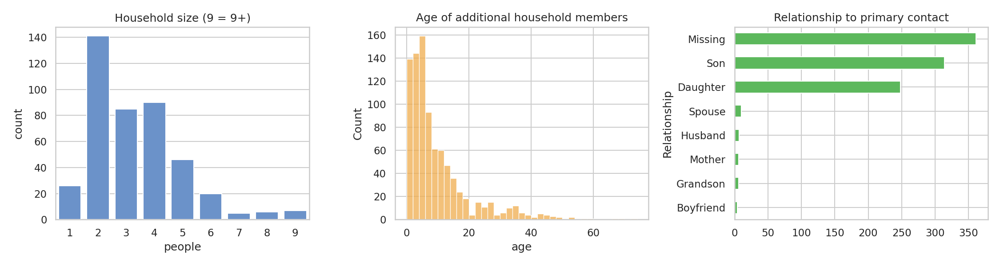 Household size (9 = 9+)
count
140
120
100
80
60
40
20
0
1 2 3 4 5 6 7 8 9
people
Age of additional household members
Count
160
140
120
100
80
60
40
20
0
0 20 40 60
age
Relationship to primary contact
Relationship
Missing
Son
Daughter
Spouse
Husband
Mother
Grandson
Boyfriend
0 50 100 150 200 250 300 350